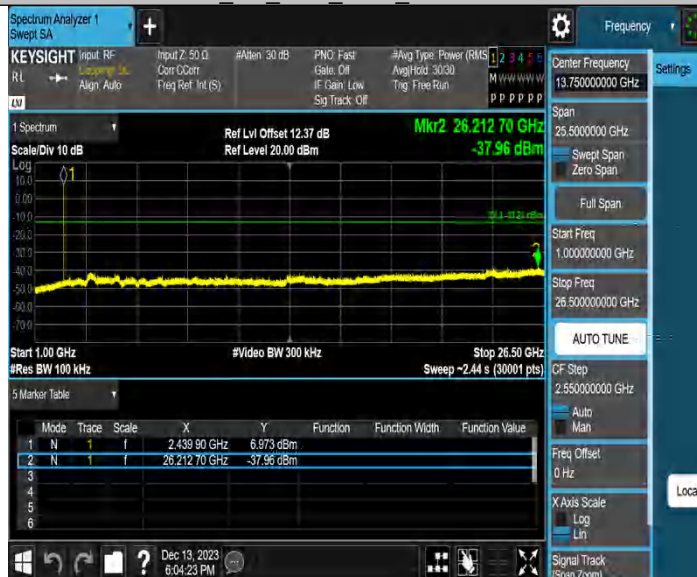 Spectrum Analyzer 1
Swept SA
Frequency
Settings
KEYSIGHT
RL
Input: RF
Align: Auto
Input Z: 50 Ω
Corr CCorr
Freq Ref: Int (S)
#Atten: 30 dB
PNO: Fast
Gate: Off
IF Gain: Low
Sig Track: Off
#Avg Type: Power (RMS
Avg|Hold: 30/30
Trig: Free Run
1 2 3 4 5 6
M W W W W W
P P P P P P
LXI
1 Spectrum
Scale/Div 10 dB
Ref Lvl Offset 12.37 dB
Ref Level 20.00 dBm
Mkr2 26.212 70 GHz
-37.96 dBm
Log
10.0
0.00
-10.0
-20.0
-30.0
-40.0
-50.0
-60.0
-70.0
1
2
Start 1.00 GHz
#Res BW 100 kHz
#Video BW 300 kHz
Stop 26.50 GHz
Sweep ~2.44 s (30001 pts)
5 Marker Table
Mode Trace Scale X Y Function Function Width Function Value
1 N 1 f 2.439 90 GHz 6.973 dBm
2 N 1 f 26.212 70 GHz -37.96 dBm
3
4
5
6
Dec 13, 2023
6:04:23 PM
Center Frequency
13.750000000 GHz
Span
25.5000000 GHz
Swept Span
Zero Span
Full Span
Start Freq
1.000000000 GHz
Stop Freq
26.500000000 GHz
AUTO TUNE
CF Step
2.550000000 GHz
Auto
Man
Freq Offset
0 Hz
X Axis Scale
Log
Lin
Signal Track
(Span Zoom)
Loca